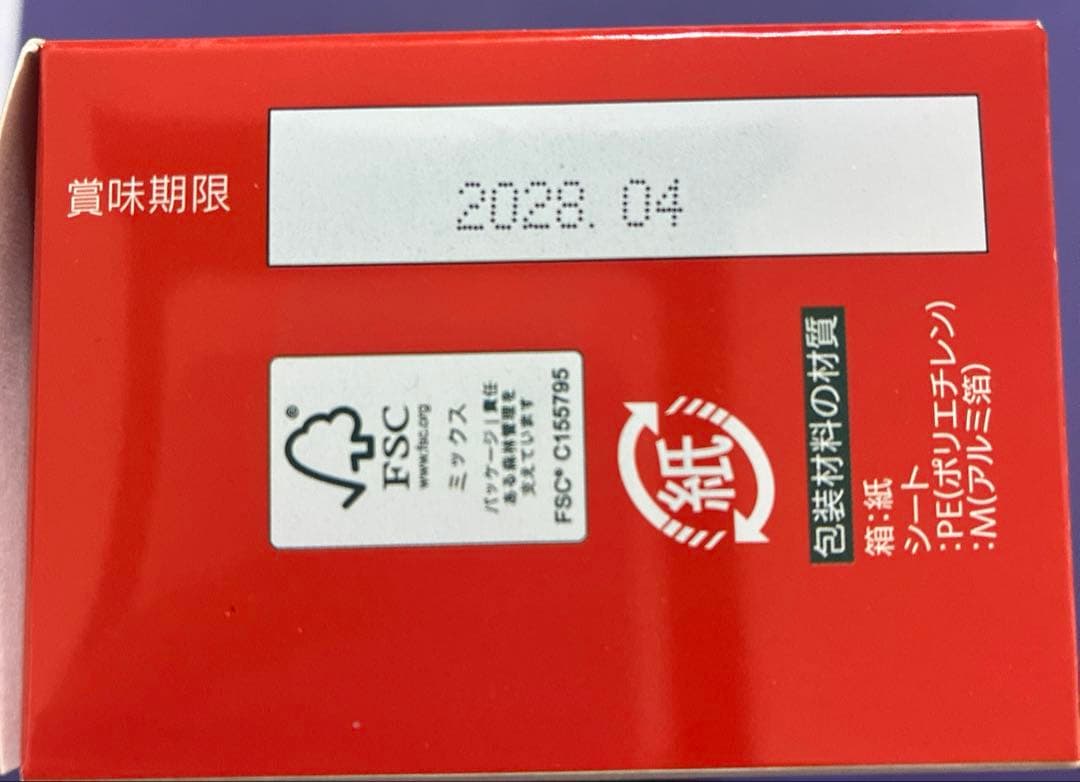 賞味期限
2028. 04
®
FSC
www.fsc.org
ミックス
パッケージ | 責任
ある森林管理を
支えています
FSC® C155795
紙
包装材料の材質
箱:紙
シート
:PE(ポリエチレン)
:M(アルミ箔)